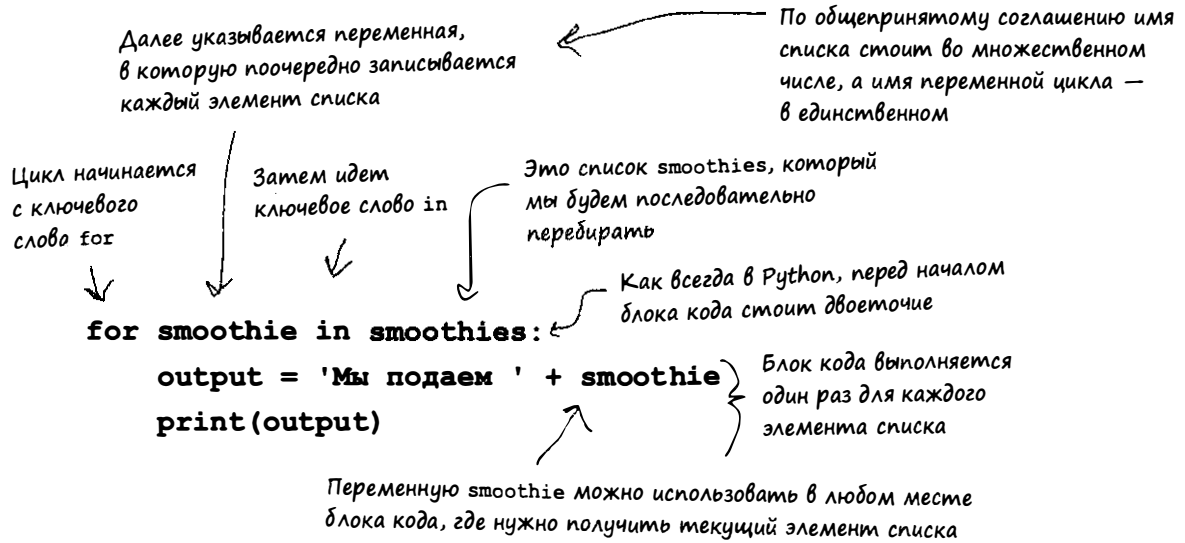 Далее указывается переменная,
в которую поочередно записывается
каждый элемент списка
По общепринятому соглашению имя
списка стоит во множественном
числе, а имя переменной цикла —
в единственном
Цикл начинается
с ключевого
слова for
Затем идет
ключевое слово in
Это список smoothies, который
мы будем последовательно
перебирать
Как всегда в Python, перед началом
блока кода стоит двоеточие
for smoothie in smoothies:
output = 'Мы подаем ' + smoothie
print(output)
Блок кода выполняется
один раз для каждого
элемента списка
Переменную smoothie можно использовать в любом месте
блока кода, где нужно получить текущий элемент списка